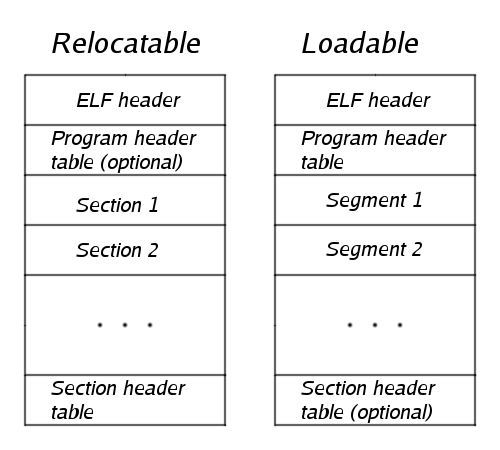 Relocatable
ELF header
Program header
table (optional)
Section 1
Section 2
. . .
Section header
table
Loadable
ELF header
Program header
table
Segment 1
Segment 2
. . .
Section header
table (optional)